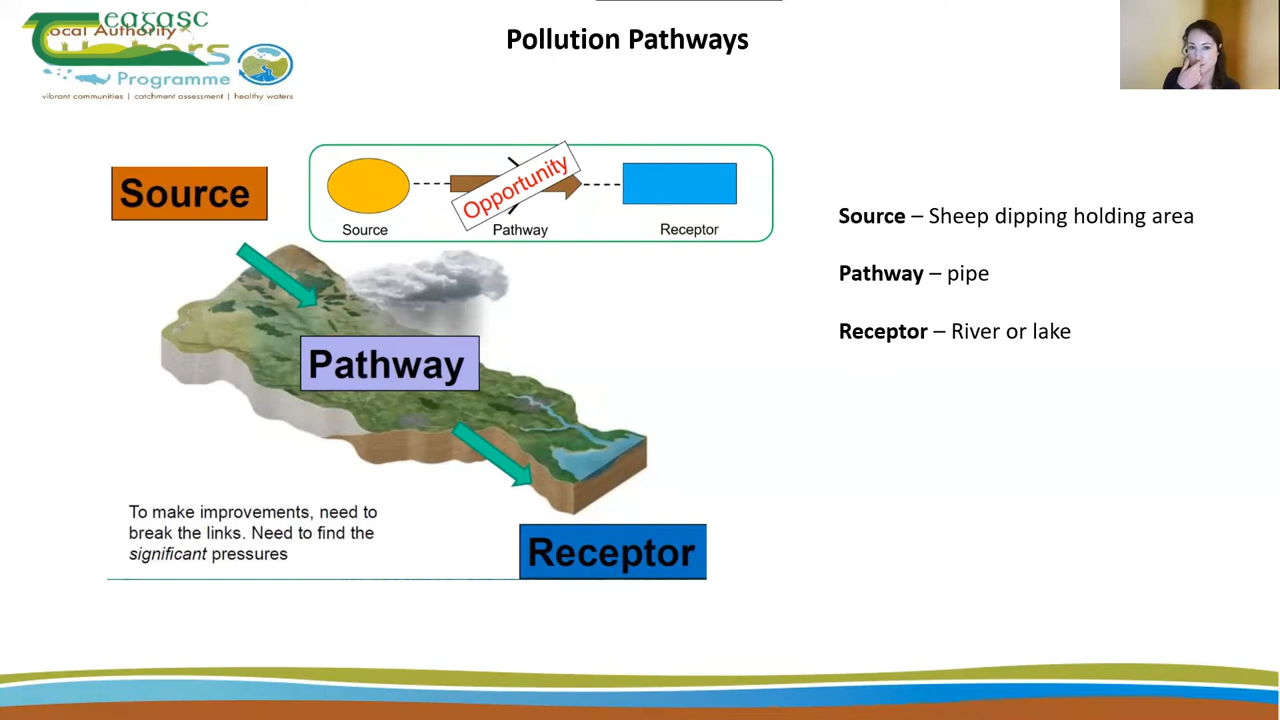 Teagasc
Local Authority
Waters
Programme
vibrant communities | catchment assessment | healthy waters
Pollution Pathways
Source
Opportunity
Source
Pathway
Receptor
Source – Sheep dipping holding area
Pathway – pipe
Receptor – River or lake
Pathway
To make improvements, need to
break the links. Need to find the
significant pressures
Receptor